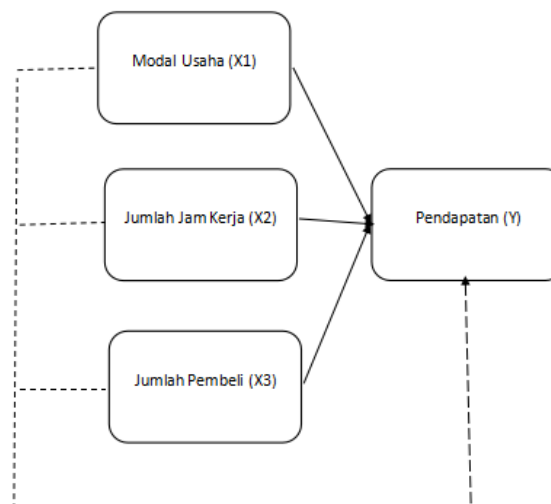 Modal Usaha (X1)
Jumlah Jam Kerja (X2)
Pendapatan (Y)
Jumlah Pembeli (X3)